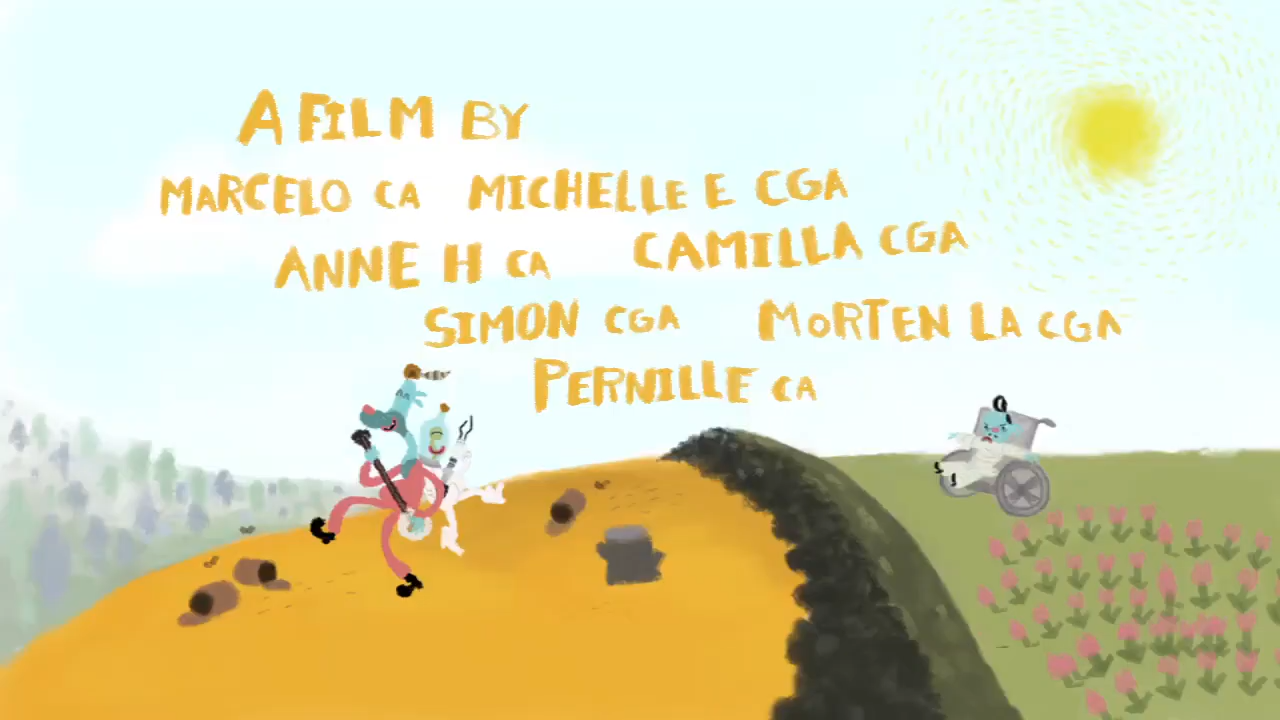 A FILM BY
MARCELO CA MICHELLE E CGA
ANNE H CA CAMILLA CGA
SIMON CGA MORTEN LA CGA
PERNILLE CA